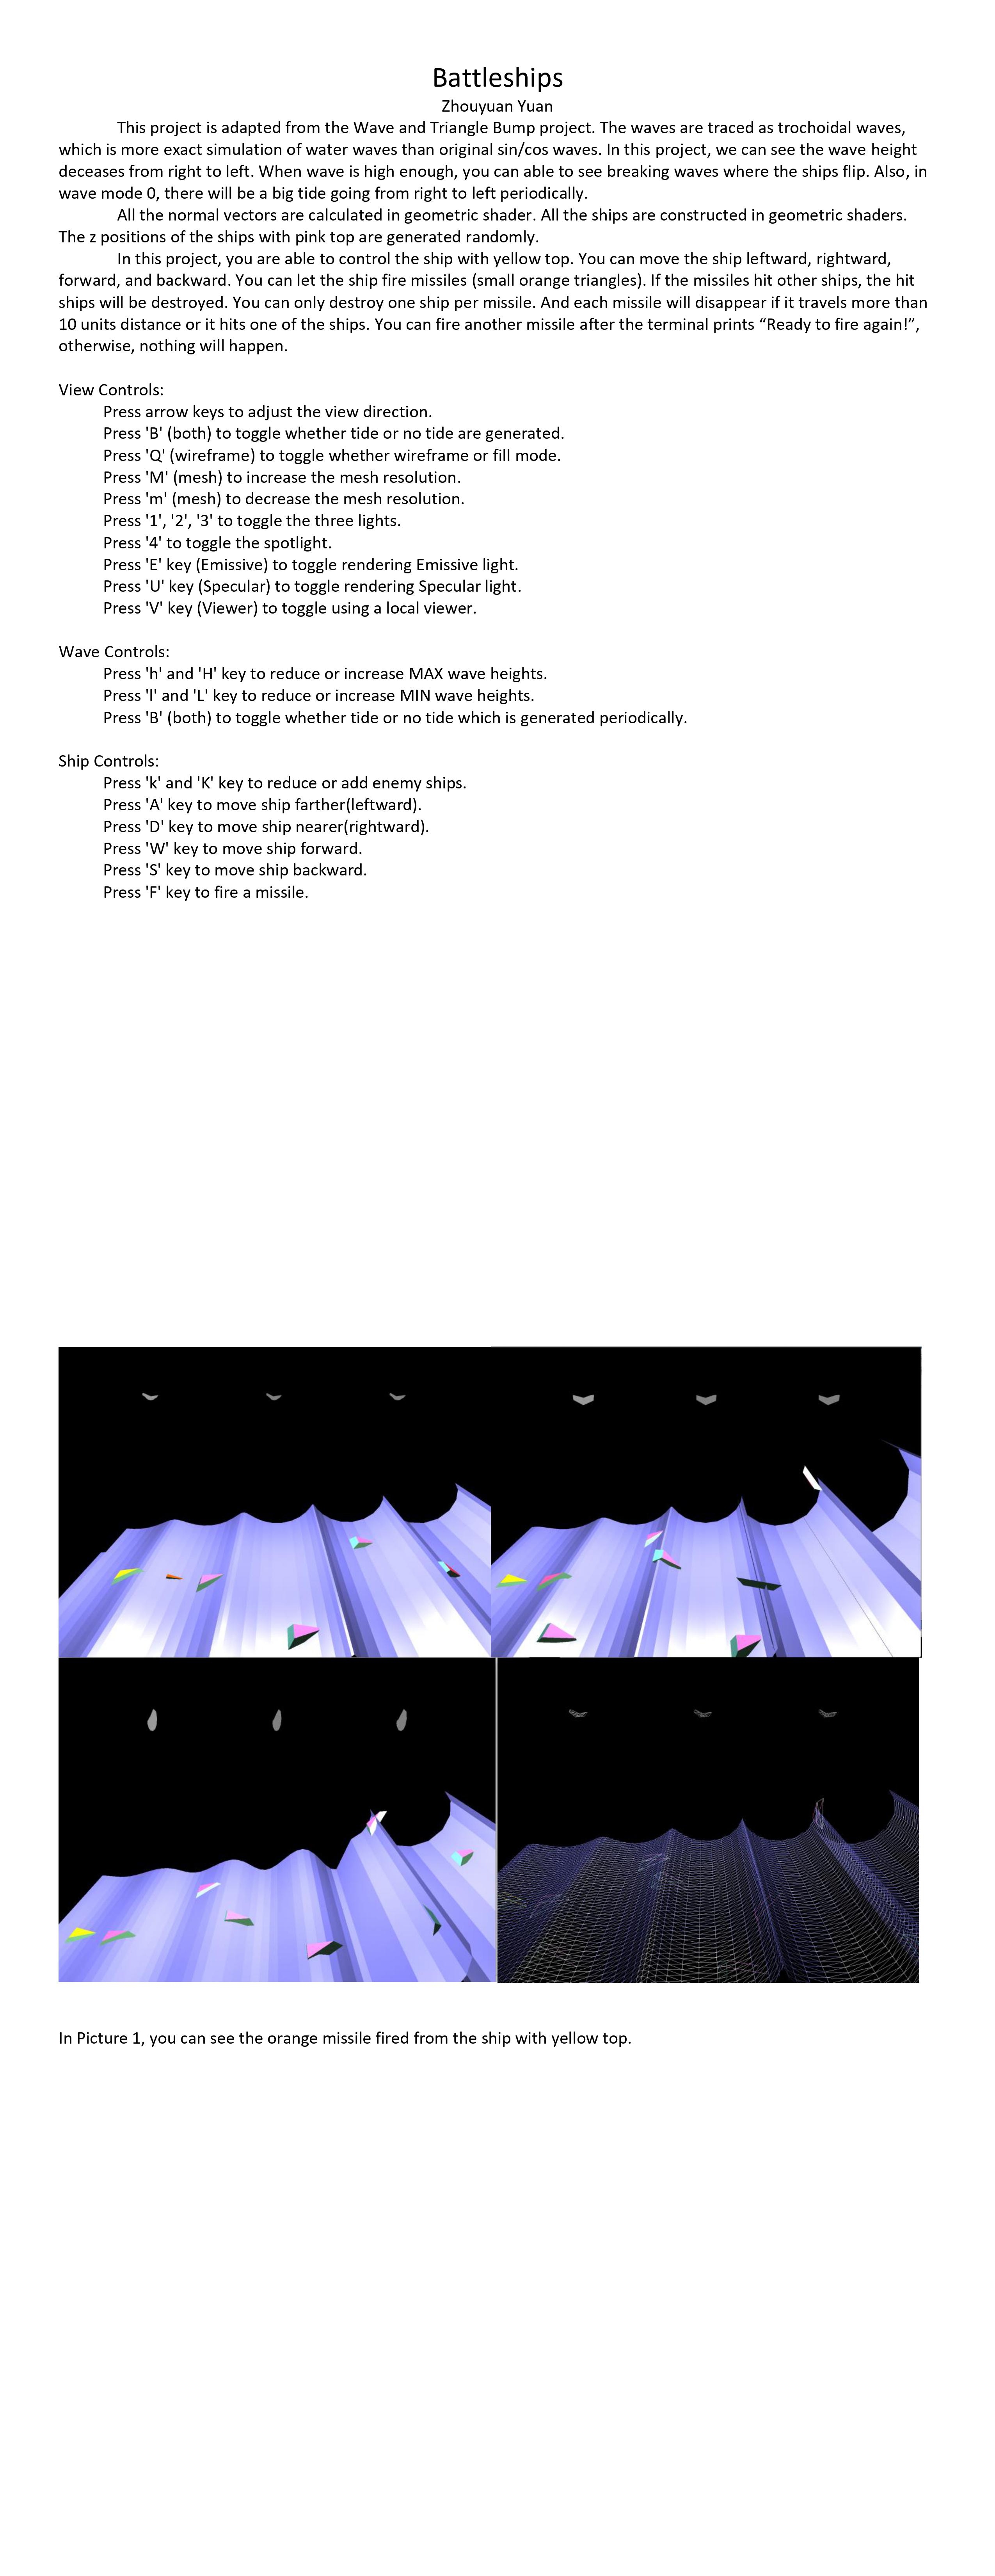 Battleships
Zhouyuan Yuan
This project is adapted from the Wave and Triangle Bump project. The waves are traced as trochoidal waves,
which is more exact simulation of water waves than original sin/cos waves. In this project, we can see the wave height
deceases from right to left. When wave is high enough, you can able to see breaking waves where the ships flip. Also, in
wave mode 0, there will be a big tide going from right to left periodically.
All the normal vectors are calculated in geometric shader. All the ships are constructed in geometric shaders.
The z positions of the ships with pink top are generated randomly.
In this project, you are able to control the ship with yellow top. You can move the ship leftward, rightward,
forward, and backward. You can let the ship fire missiles (small orange triangles). If the missiles hit other ships, the hit
ships will be destroyed. You can only destroy one ship per missile. And each missile will disappear if it travels more than
10 units distance or it hits one of the ships. You can fire another missile after the terminal prints “Ready to fire again!”,
otherwise, nothing will happen.
View Controls:
Press arrow keys to adjust the view direction.
Press 'B' (both) to toggle whether tide or no tide are generated.
Press 'Q' (wireframe) to toggle whether wireframe or fill mode.
Press 'M' (mesh) to increase the mesh resolution.
Press 'm' (mesh) to decrease the mesh resolution.
Press '1', '2', '3' to toggle the three lights.
Press '4' to toggle the spotlight.
Press 'E' key (Emissive) to toggle rendering Emissive light.
Press 'U' key (Specular) to toggle rendering Specular light.
Press 'V' key (Viewer) to toggle using a local viewer.
Wave Controls:
Press 'h' and 'H' key to reduce or increase MAX wave heights.
Press 'l' and 'L' key to reduce or increase MIN wave heights.
Press 'B' (both) to toggle whether tide or no tide which is generated periodically.
Ship Controls:
Press 'k' and 'K' key to reduce or add enemy ships.
Press 'A' key to move ship farther(leftward).
Press 'D' key to move ship nearer(rightward).
Press 'W' key to move ship forward.
Press 'S' key to move ship backward.
Press 'F' key to fire a missile.
In Picture 1, you can see the orange missile fired from the ship with yellow top.